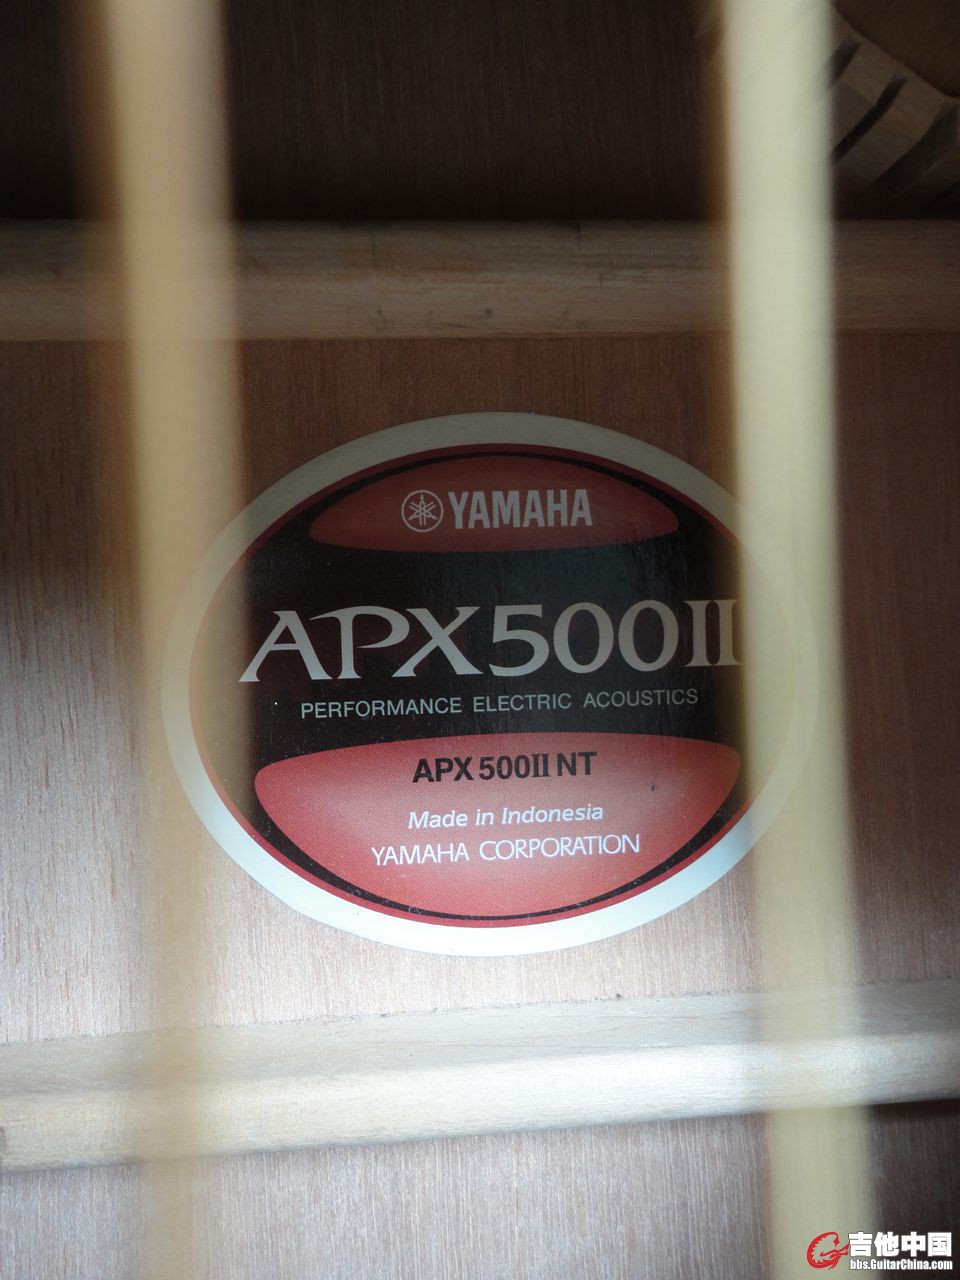 YAMAHA
APX500II
PERFORMANCE ELECTRIC ACOUSTICS
APX500II NT
Made in Indonesia
YAMAHA CORPORATION
吉他中国
bbs.GuitarChina.com